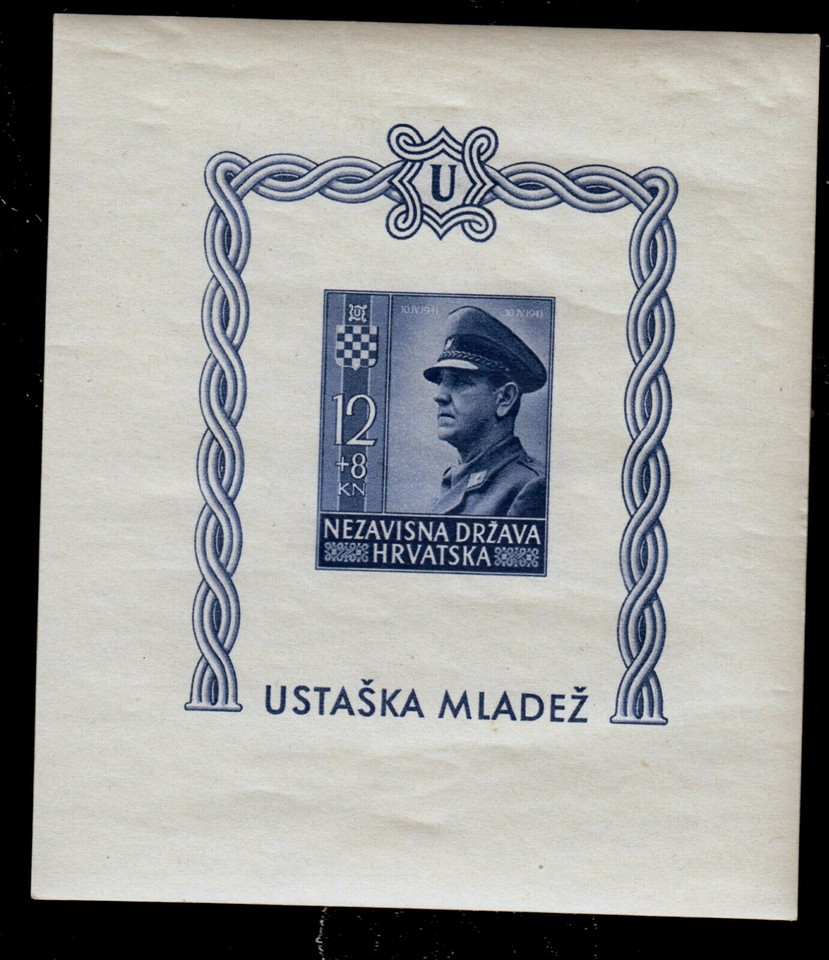 U
U
10.IV.1941. 10.IV.1943
12
+8
KN
NEZAVISNA DRŽAVA
HRVATSKA
USTAŠKA MLADEŽ